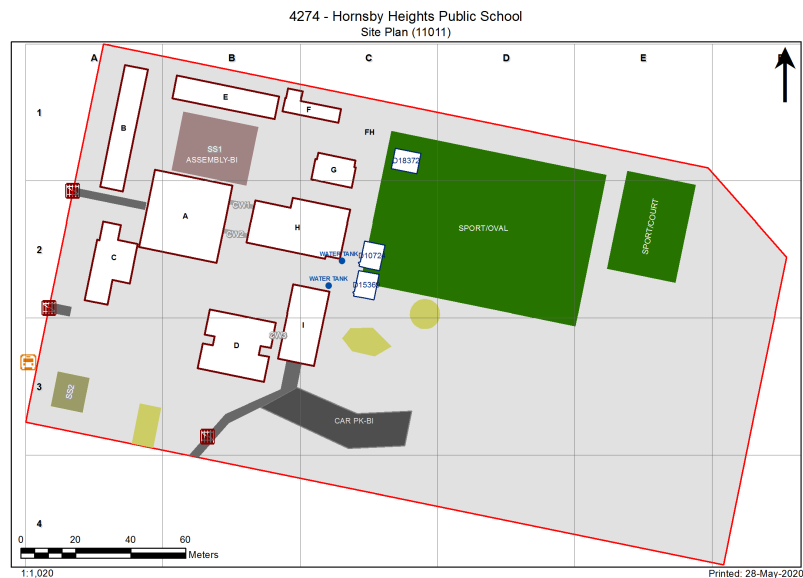 4274 - Hornsby Heights Public School
Site Plan (11011)
A
B
C
D
E
1
E
F
B
FH
SS1
ASSEMBLY-BI
D18372
G
CW1
A
H
SPORT/OVAL
SPORT/COURT
CW2
2
C
WATER TANK
WATER TANK
I
CW3
D
3
SS2
CAR PK-BI
4
0 20 40 60
Meters
1:1,020
Printed: 28-May-2020